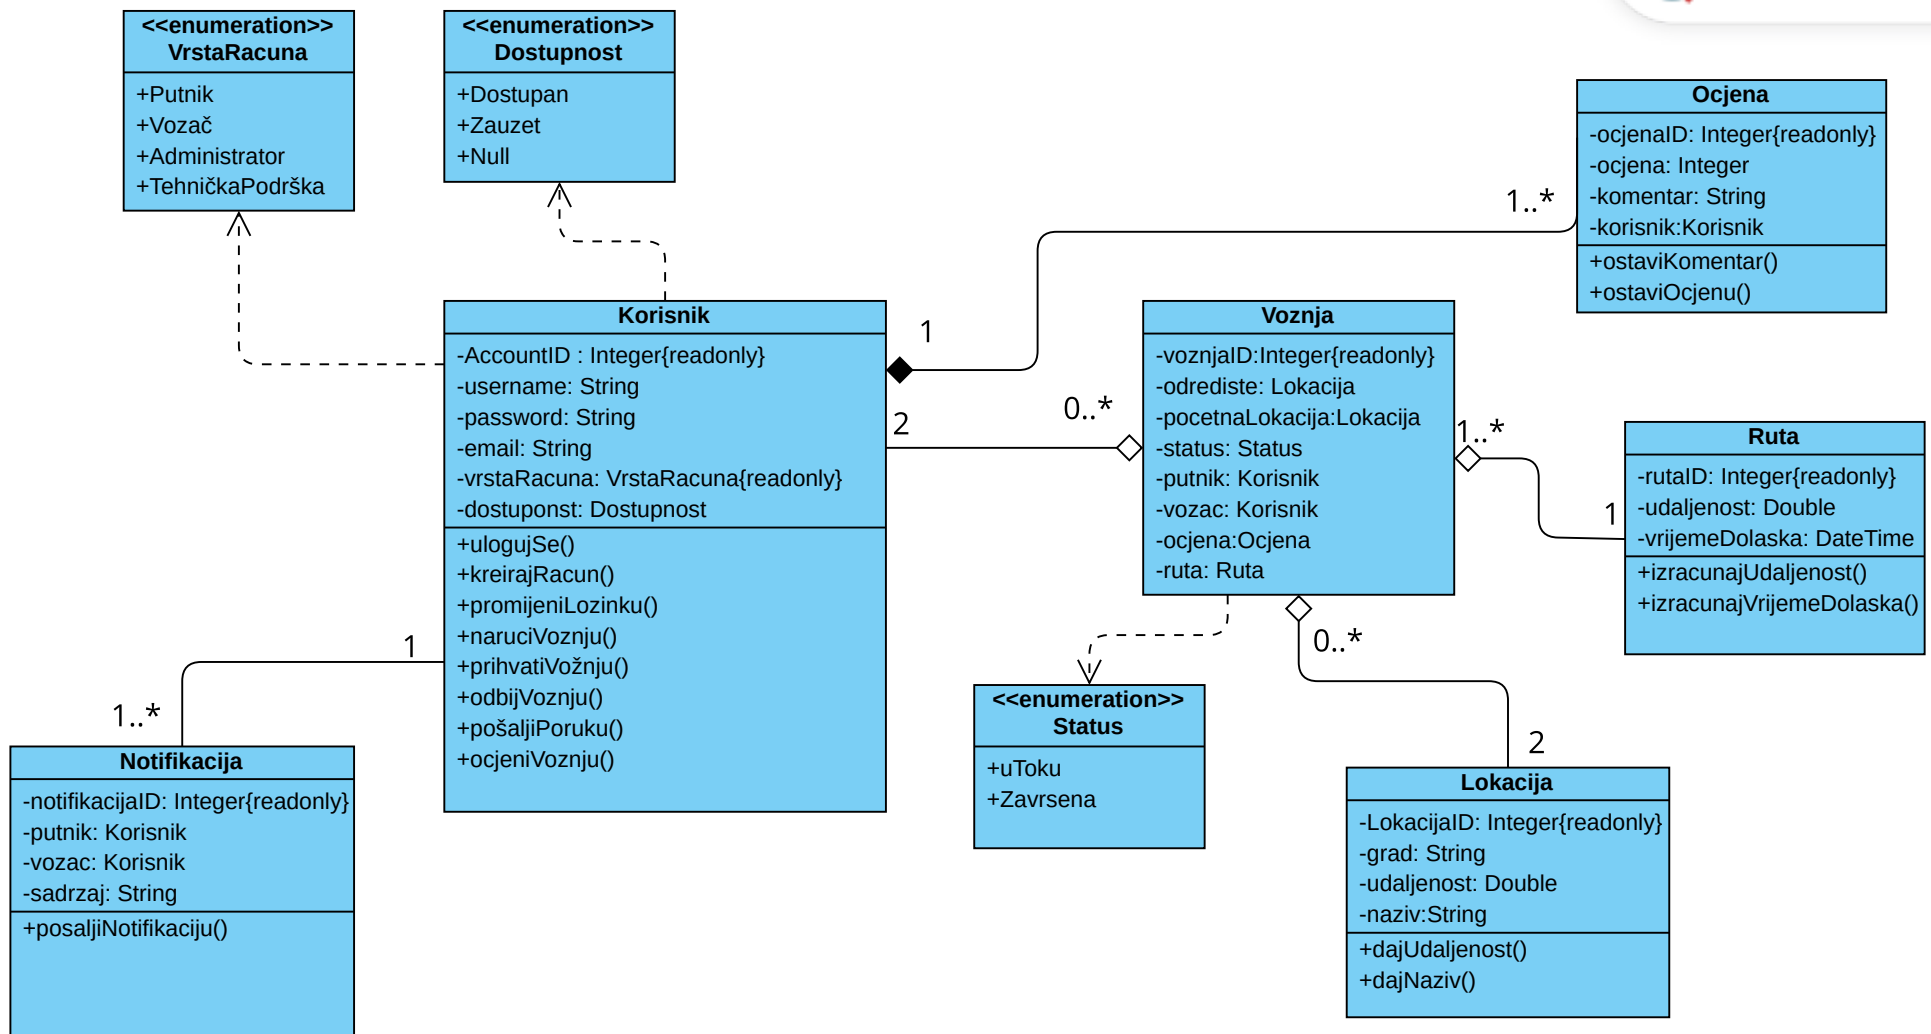 <<enumeration>>
VrstaRacuna
+Putnik
+Vozač
+Administrator
+TehničkaPodrška
<<enumeration>>
Dostupnost
+Dostupan
+Zauzet
+Null
Ocjena
-ocjenaID: Integer{readonly}
-ocjena: Integer
-komentar: String
-korisnik:Korisnik
+ostaviKomentar()
+ostaviOcjenu()
1..*
1
Korisnik
-AccountID : Integer{readonly}
-username: String
-password: String
-email: String
-vrstaRacuna: VrstaRacuna{readonly}
-dostuponst: Dostupnost
+ulogujSe()
+kreirajRacun()
+promijeniLozinku()
+naruciVoznju()
+prihvatiVožnju()
+odbijVoznju()
+pošaljiPoruku()
+ocjeniVoznju()
2
0..*
Voznja
-voznjaID:Integer{readonly}
-odrediste: Lokacija
-pocetnaLokacija:Lokacija
-status: Status
-putnik: Korisnik
-vozac: Korisnik
-ocjena:Ocjena
-ruta: Ruta
1..*
1
Ruta
-rutaID: Integer{readonly}
-udaljenost: Double
-vrijemeDolaska: DateTime
+izracunajUdaljenost()
+izracunajVrijemeDolaska()
1
1..*
Notifikacija
-notifikacijaID: Integer{readonly}
-putnik: Korisnik
-vozac: Korisnik
-sadrzaj: String
+posaljiNotifikaciju()
<<enumeration>>
Status
+uToku
+Zavrsena
0..*
2
Lokacija
-LokacijaID: Integer{readonly}
-grad: String
-udaljenost: Double
-naziv:String
+dajUdaljenost()
+dajNaziv()